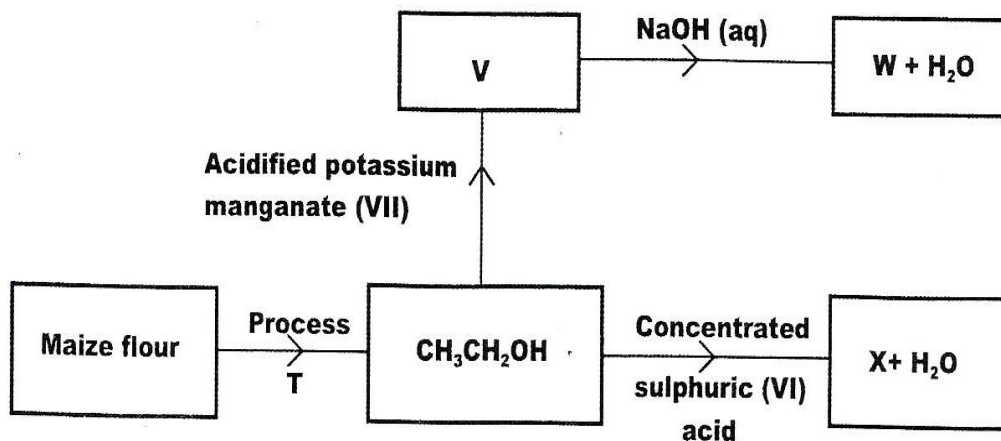 NaOH (aq)
V
W + H₂O
Acidified potassium
manganate (VII)
Maize flour
Process
T
CH₃CH₂OH
Concentrated
sulphuric (VI)
acid
X+ H₂O